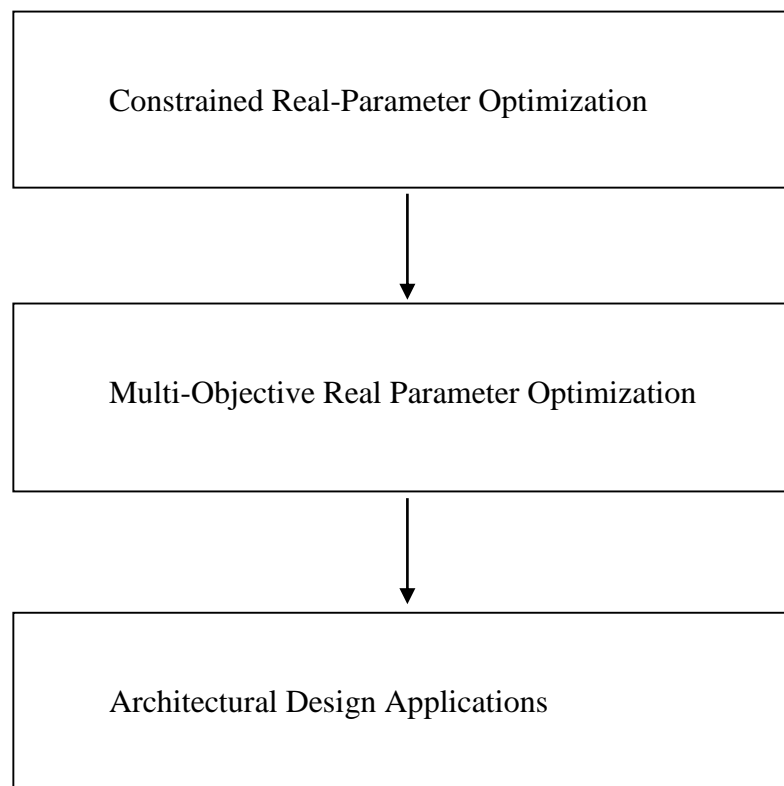 Constrained Real-Parameter Optimization
Multi-Objective Real Parameter Optimization
Architectural Design Applications